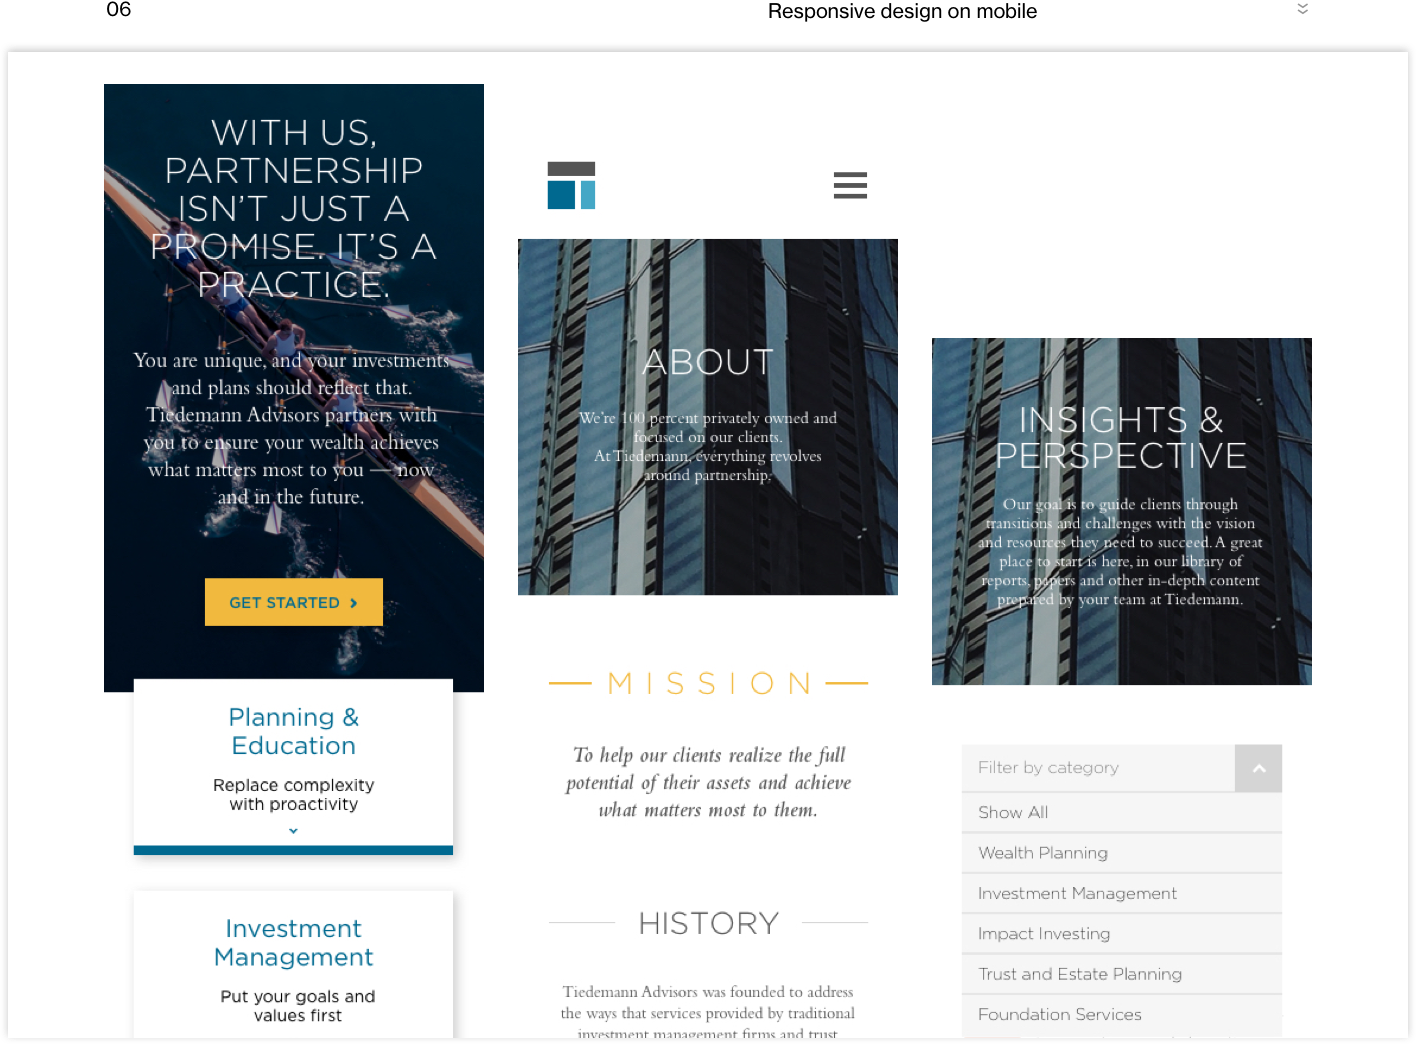 06
Responsive design on mobile
WITH US,
PARTNERSHIP
ISN'T JUST A
PROMISE. IT'S A
PRACTICE.
You are unique, and your investments
and plans should reflect that.
Tiedemann Advisors partners with
you to ensure your wealth achieves
what matters most to you — now
and in the future.
GET STARTED
Planning &
Education
Replace complexity
with proactivity
Investment
Management
Put your goals and
values first
ABOUT
We're 100 percent privately owned and
focused on our clients.
At Tiedemann, everything revolves
around partnership.
MISSION
To help our clients realize the full
potential of their assets and achieve
what matters most to them.
HISTORY
Tiedemann Advisors was founded to address
the ways that services provided by traditional
investment management firms and trust
INSIGHTS &
PERSPECTIVE
Our goal is to guide clients through
transitions and challenges with the vision
and resources they need to succeed. A great
place to start is here, in our library of
reports, papers and other in-depth content
prepared by your team at Tiedemann.
Filter by category
Show All
Wealth Planning
Investment Management
Impact Investing
Trust and Estate Planning
Foundation Services